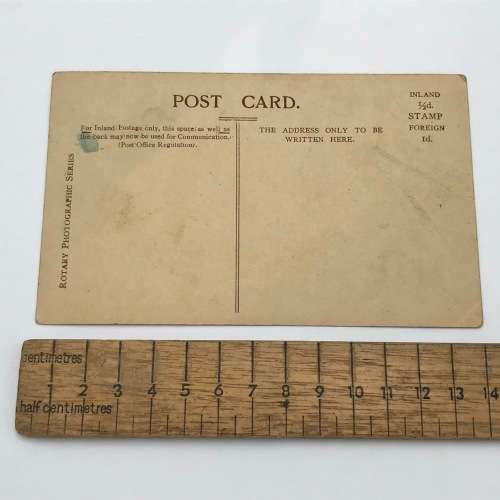 POST CARD.
For Inland Postage only, this space, as well as
the back may now be used for Communication.
(Post Office Regulation).
THE ADDRESS ONLY TO BE
WRITTEN HERE.
INLAND
½d.
STAMP
FOREIGN
1d.
ROTARY PHOTOGRAPHIC SERIES
centimetres
1 2 3 4 5 6 7 8 9 10 11 12 13 14
half centimetres